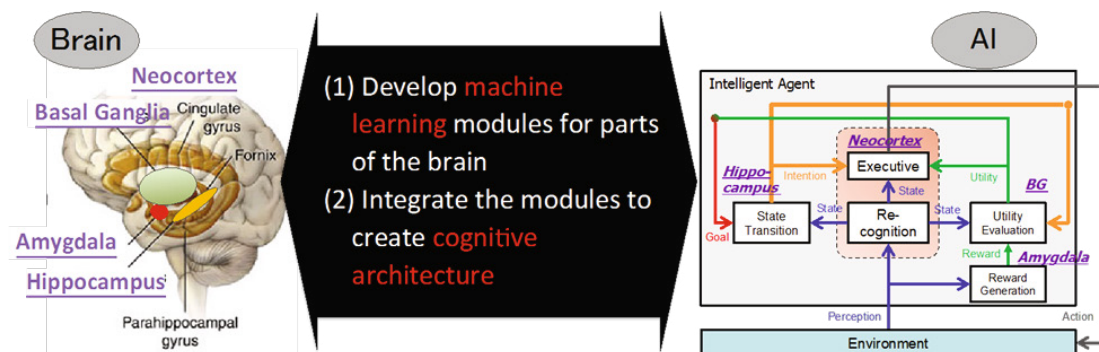 Brain
Neocortex
Basal Ganglia
Cingulate
gyrus
Fornix
Amygdala
Hippocampus
Parahippocampal
gyrus
(1) Develop machine
learning modules for parts
of the brain
(2) Integrate the modules to
create cognitive
architecture
AI
Intelligent Agent
Neocortex
Executive
Hippo-
campus
Intention
Utility
BG
State
State
Transition
State
Re-
cognition
State
Utility
Evaluation
Goal
Reward
Amygdala
Reward
Generation
Perception
Action
Environment